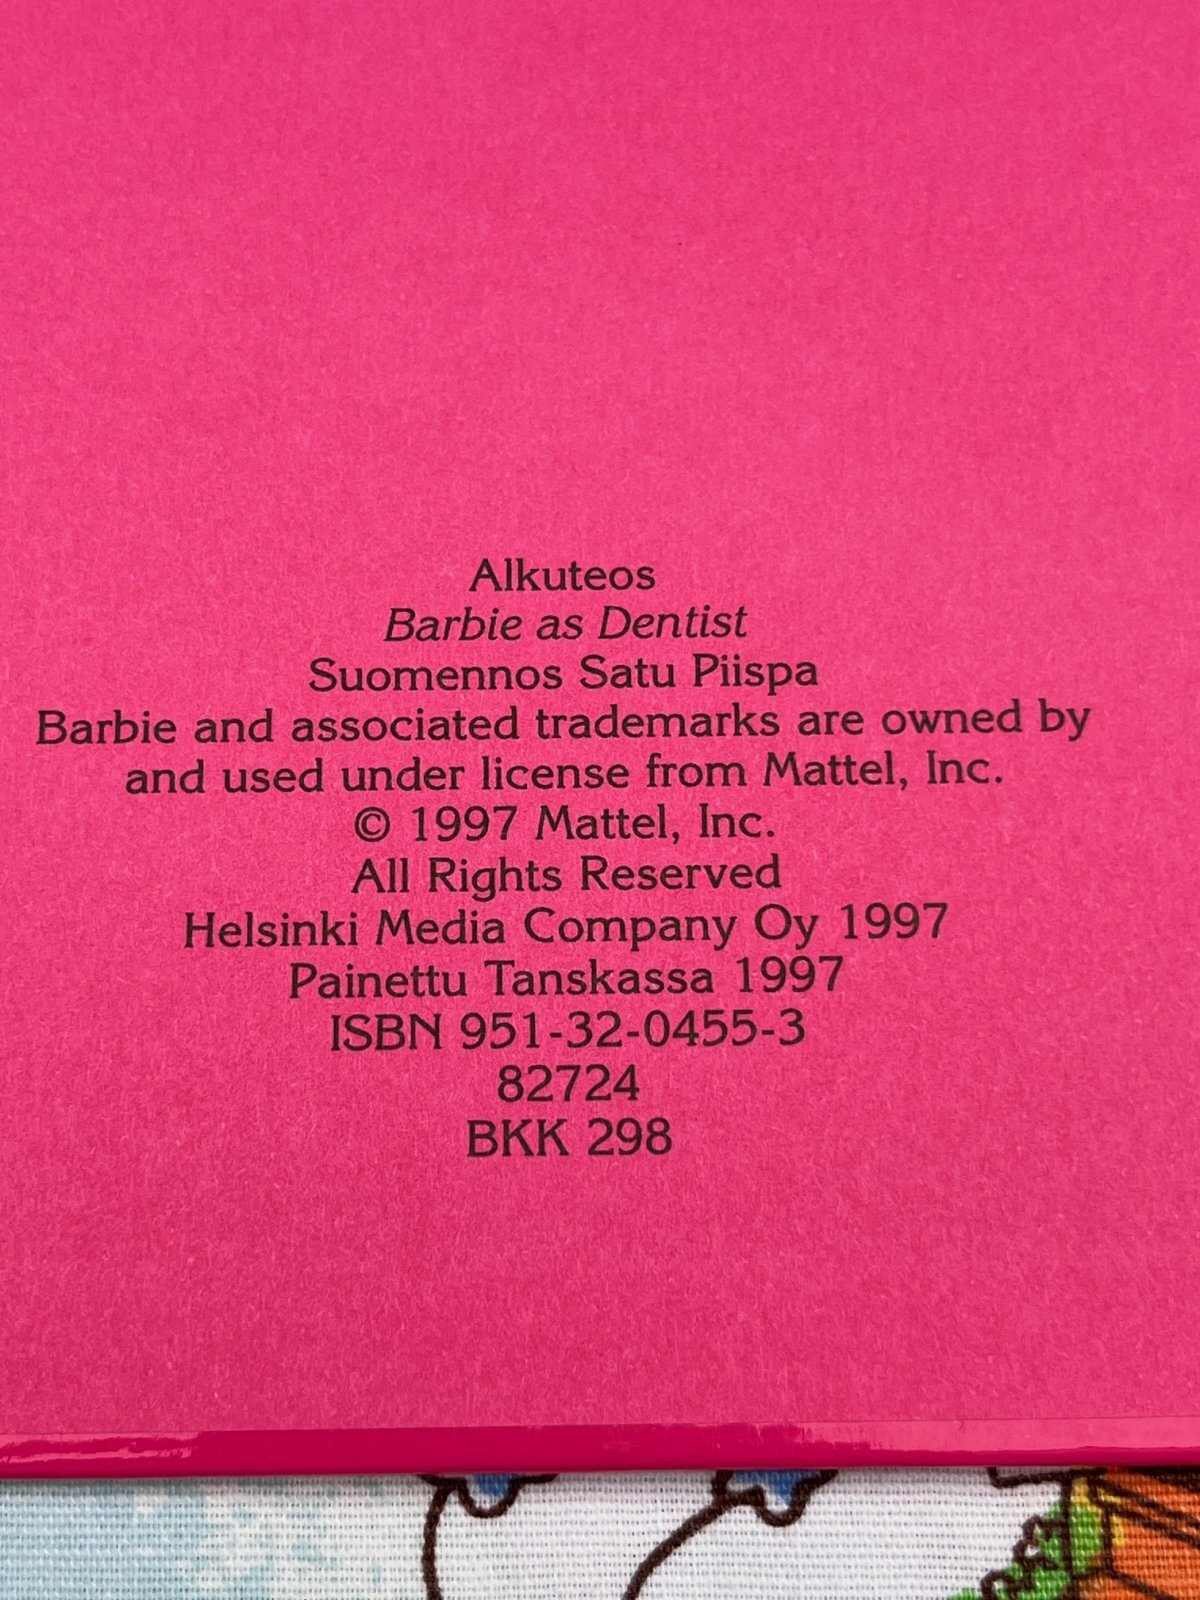 Alkuteos
Barbie as Dentist
Suomennos Satu Piispa
Barbie and associated trademarks are owned by
and used under license from Mattel, Inc.
© 1997 Mattel, Inc.
All Rights Reserved
Helsinki Media Company Oy 1997
Painettu Tanskassa 1997
ISBN 951-32-0455-3
82724
BKK 298